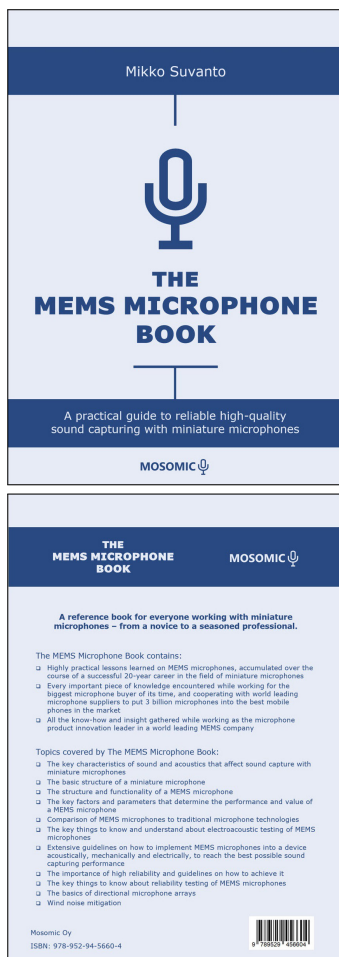 Mikko Suvanto
THE
MEMS MICROPHONE
BOOK
A practical guide to reliable high-quality
sound capturing with miniature microphones
MOSOMIC
THE
MEMS MICROPHONE
BOOK
MOSOMIC
A reference book for everyone working with miniature
microphones – from a novice to a seasoned professional.
The MEMS Microphone Book contains:
❑ Highly practical lessons learned on MEMS microphones, accumulated over the
course of a successful 20-year career in the field of miniature microphones
❑ Every important piece of knowledge encountered while working for the
biggest microphone buyer of its time, and cooperating with world leading
microphone suppliers to put 3 billion microphones into the best mobile
phones in the market
❑ All the know-how and insight gathered while working as the microphone
product innovation leader in a world leading MEMS company
Topics covered by The MEMS Microphone Book:
❑ The key characteristics of sound and acoustics that affect sound capture with
miniature microphones
❑ The basic structure of a miniature microphone
❑ The structure and functionality of a MEMS microphone
❑ The key factors and parameters that determine the performance and value of
a MEMS microphone
❑ Comparison of MEMS microphones to traditional microphone technologies
❑ The key things to know and understand about electroacoustic testing of MEMS
microphones
❑ Extensive guidelines on how to implement MEMS microphones into a device
acoustically, mechanically and electrically, to reach the best possible sound
capturing performance
❑ The importance of high reliability and guidelines on how to achieve it
❑ The key things to know about reliability testing of MEMS microphones
❑ The basics of directional microphone arrays
❑ Wind noise mitigation
Mosomic Oy
ISBN: 978-952-94-5660-4
9 789529 456604